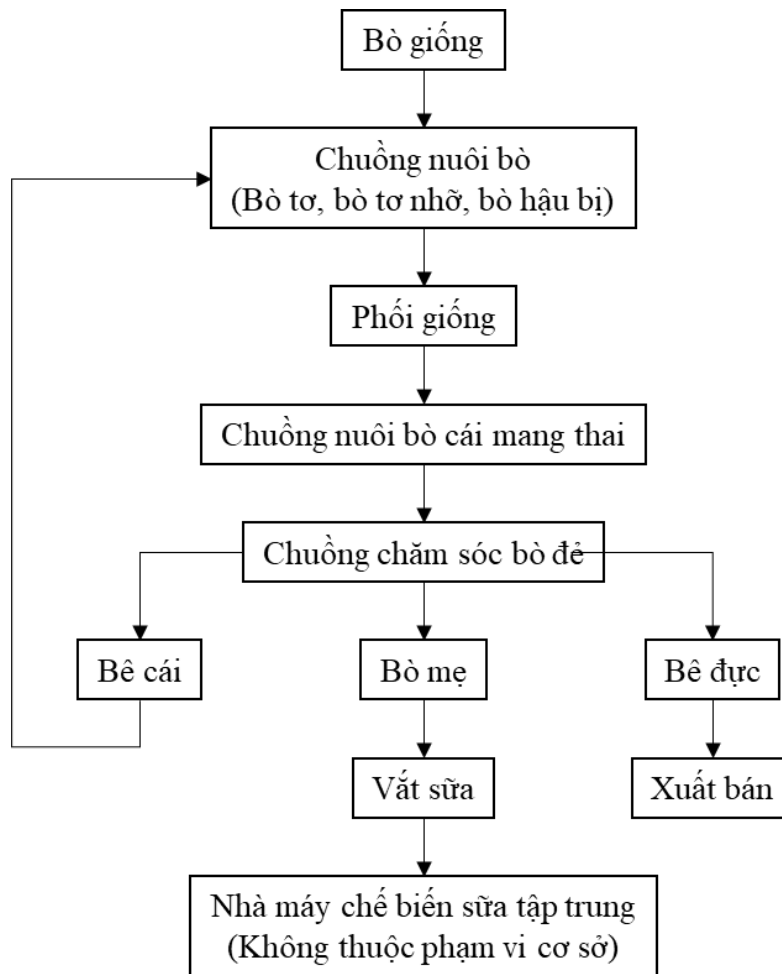 Bò giống
Chuồng nuôi bò
(Bò tơ, bò tơ nhỡ, bò hậu bị)
Phối giống
Chuồng nuôi bò cái mang thai
Chuồng chăm sóc bò đẻ
Bê cái
Bò mẹ
Bê đực
Vắt sữa
Xuất bán
Nhà máy chế biến sữa tập trung
(Không thuộc phạm vi cơ sở)